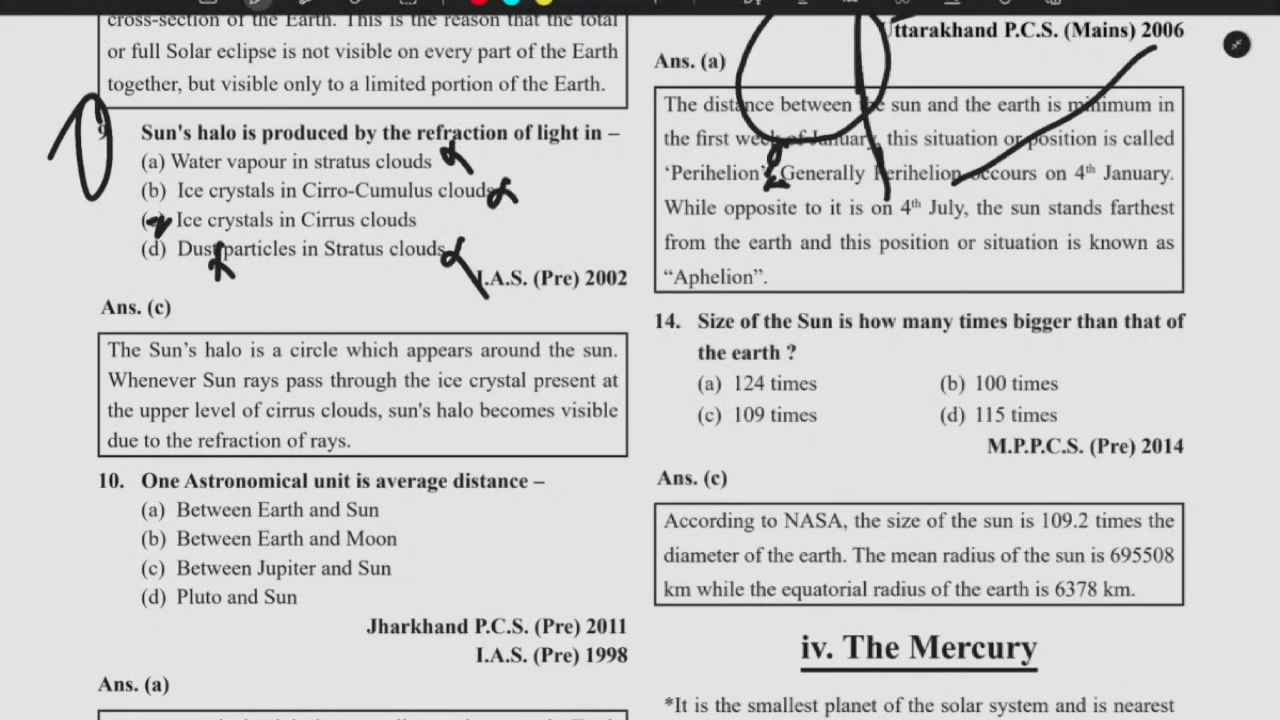 cross-section of the Earth. This is the reason that the total
or full Solar eclipse is not visible on every part of the Earth
together, but visible only to a limited portion of the Earth.
9. Sun's halo is produced by the refraction of light in –
(a) Water vapour in stratus clouds
(b) Ice crystals in Cirro-Cumulus clouds
(c) Ice crystals in Cirrus clouds
(d) Dust particles in Stratus clouds
I.A.S. (Pre) 2002
Ans. (c)
The Sun's halo is a circle which appears around the sun.
Whenever Sun rays pass through the ice crystal present at
the upper level of cirrus clouds, sun's halo becomes visible
due to the refraction of rays.
10. One Astronomical unit is average distance –
(a) Between Earth and Sun
(b) Between Earth and Moon
(c) Between Jupiter and Sun
(d) Pluto and Sun
Jharkhand P.C.S. (Pre) 2011
I.A.S. (Pre) 1998
Ans. (a)
Uttarakhand P.C.S. (Mains) 2006
Ans. (a)
The distance between the sun and the earth is minimum in
the first week of January, this situation or position is called
‘Perihelion’. Generally Perihelion occours on 4th January.
While opposite to it is on 4th July, the sun stands farthest
from the earth and this position or situation is known as
“Aphelion”.
14. Size of the Sun is how many times bigger than that of
the earth ?
(a) 124 times (b) 100 times
(c) 109 times (d) 115 times
M.P.P.C.S. (Pre) 2014
Ans. (c)
According to NASA, the size of the sun is 109.2 times the
diameter of the earth. The mean radius of the sun is 695508
km while the equatorial radius of the earth is 6378 km.
iv. The Mercury
*It is the smallest planet of the solar system and is nearest